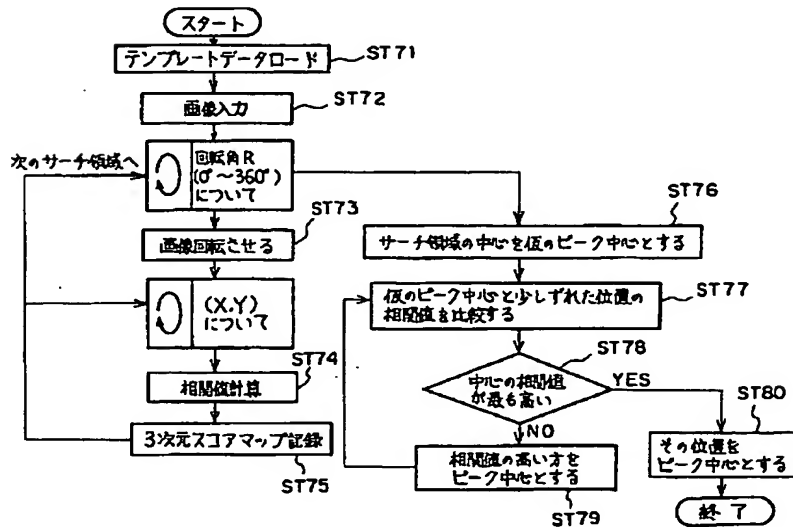 スタート
テンプレートデータロード
ST71
画像入力
ST72
次のサーチ領域へ
回転角R
(0°~360°)
について
ST73
画像回転させる
(X,Y)
について
ST74
相関値計算
3次元スコアマップ記録
ST75
ST76
サーチ領域の中心を仮のピーク中心とする
仮のピーク中心と少しずれた位置の
相関値を比較する
ST77
ST78
中心の相関値
が最も高い
YES
NO
相関値の高い方を
ピーク中心とする
ST79
ST80
その位置を
ピーク中心とする
終了